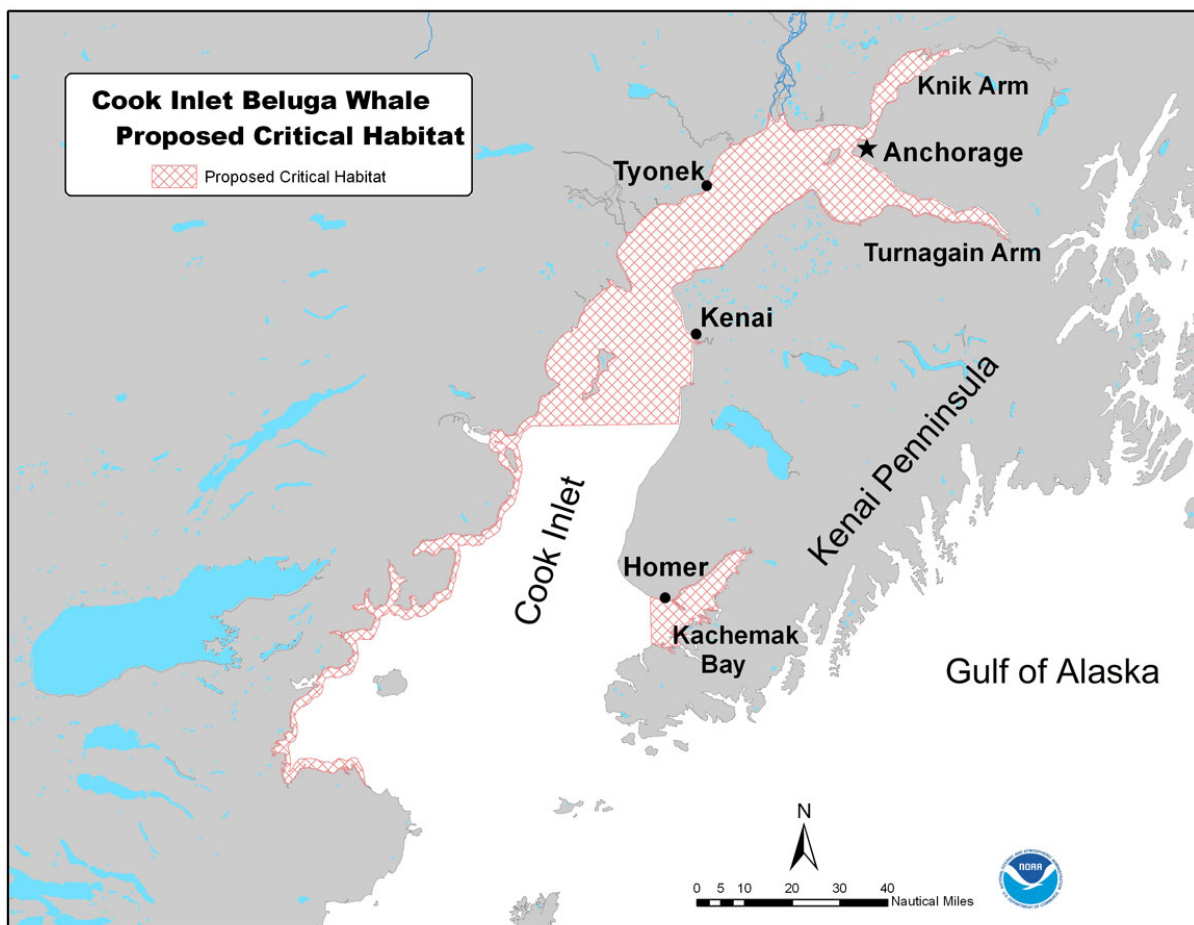 Cook Inlet Beluga Whale
Proposed Critical Habitat
Proposed Critical Habitat
Knik Arm
Anchorage
Tyonek
Turnagain Arm
Kenai
Kenai Penninsula
Cook Inlet
Homer
Kachemak
Bay
Gulf of Alaska
N
0 5 10 20 30 40
Nautical Miles
NOAA